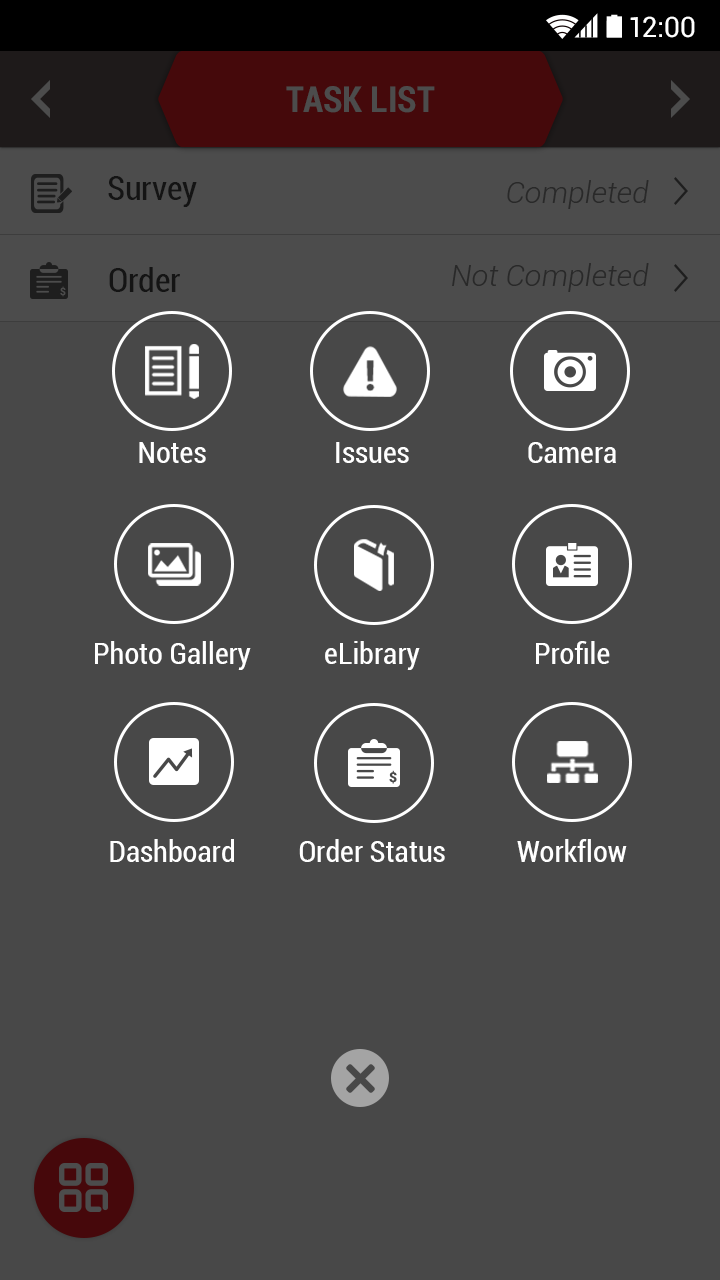 12:00
TASK LIST
Survey Completed
Order Not Completed
Notes Issues Camera
Photo Gallery eLibrary Profile
Dashboard Order Status Workflow